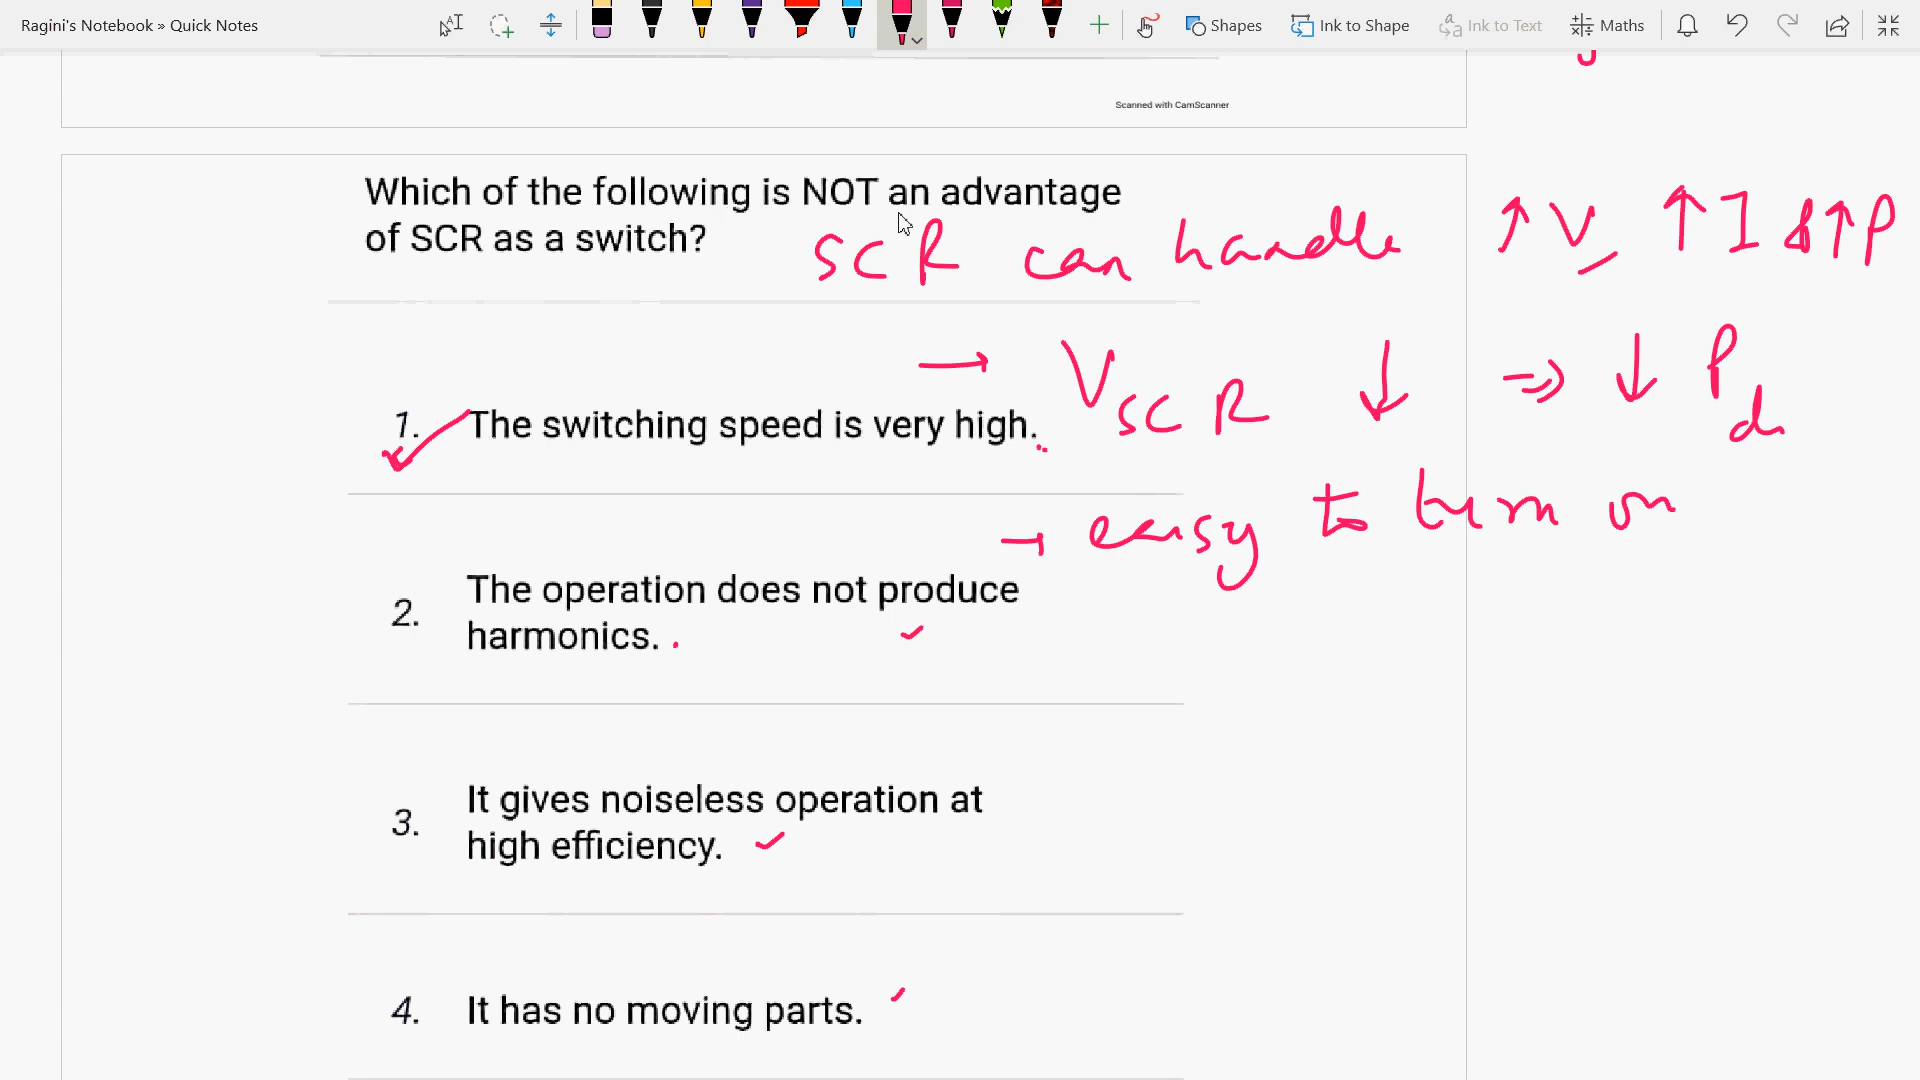 Ragini's Notebook » Quick Notes
Shapes
Ink to Shape
Ink to Text
Maths
Scanned with CamScanner
Which of the following is NOT an advantage
of SCR as a switch?
SCR can handle ↑V ↑I & ↑P
→ VSCR ↓ ⇒ ↓ Pd
1. The switching speed is very high.
→ easy to turn on
2. The operation does not produce
harmonics.
3. It gives noiseless operation at
high efficiency.
4. It has no moving parts.